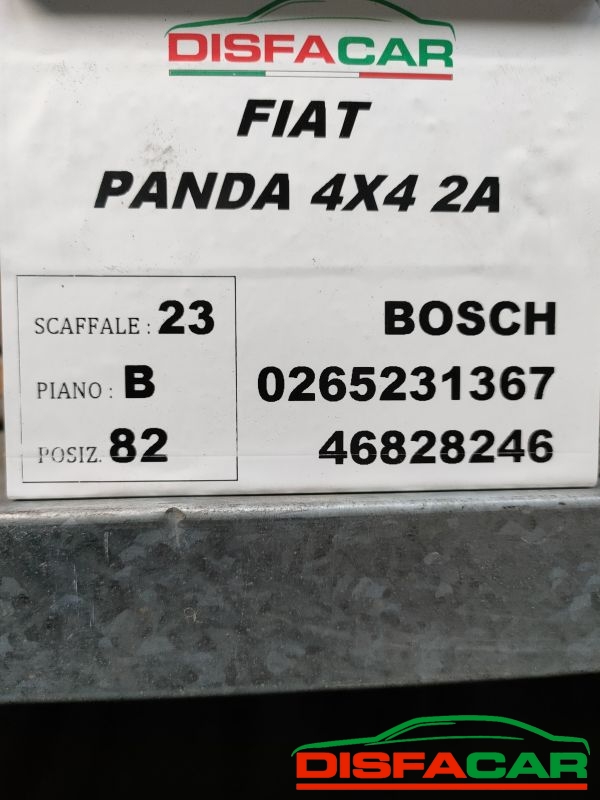 DISFACAR
FIAT
PANDA 4X4 2A
SCAFFALE : 23
PIANO : B
POSIZ. 82
BOSCH
0265231367
46828246
DISFACAR